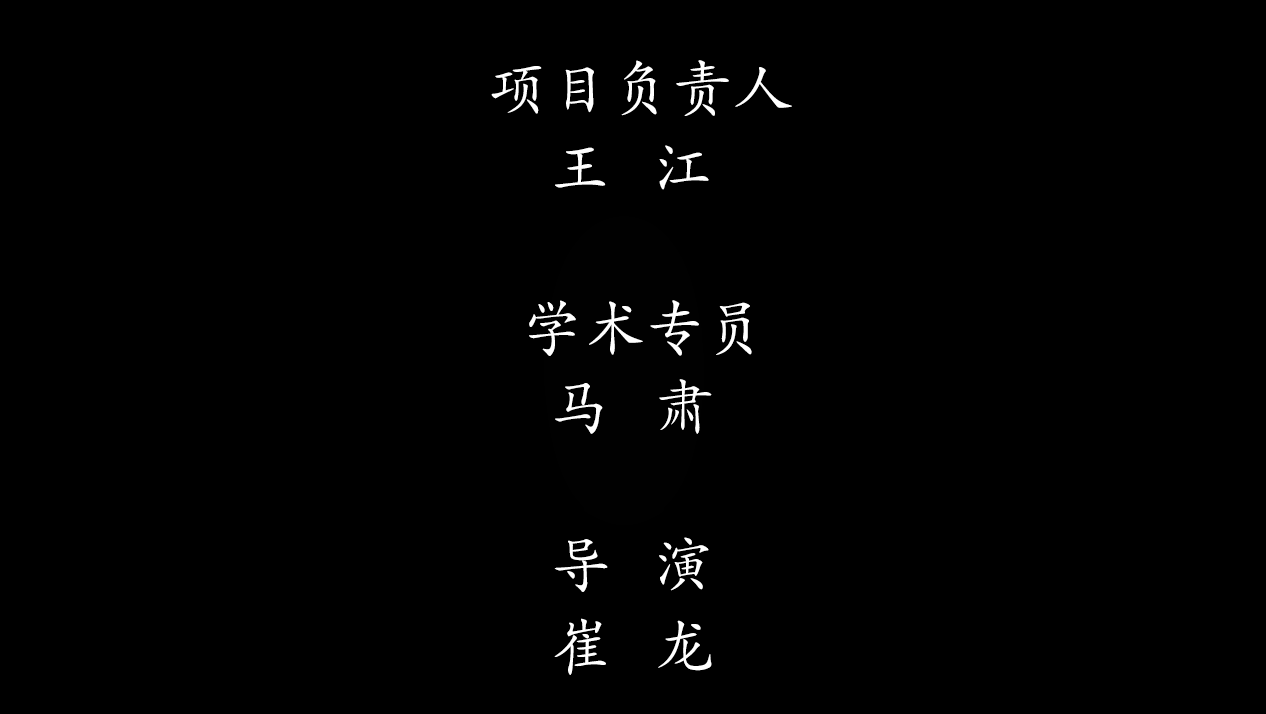 项目负责人
王 江
学术专员
马 肃
导 演
崔 龙